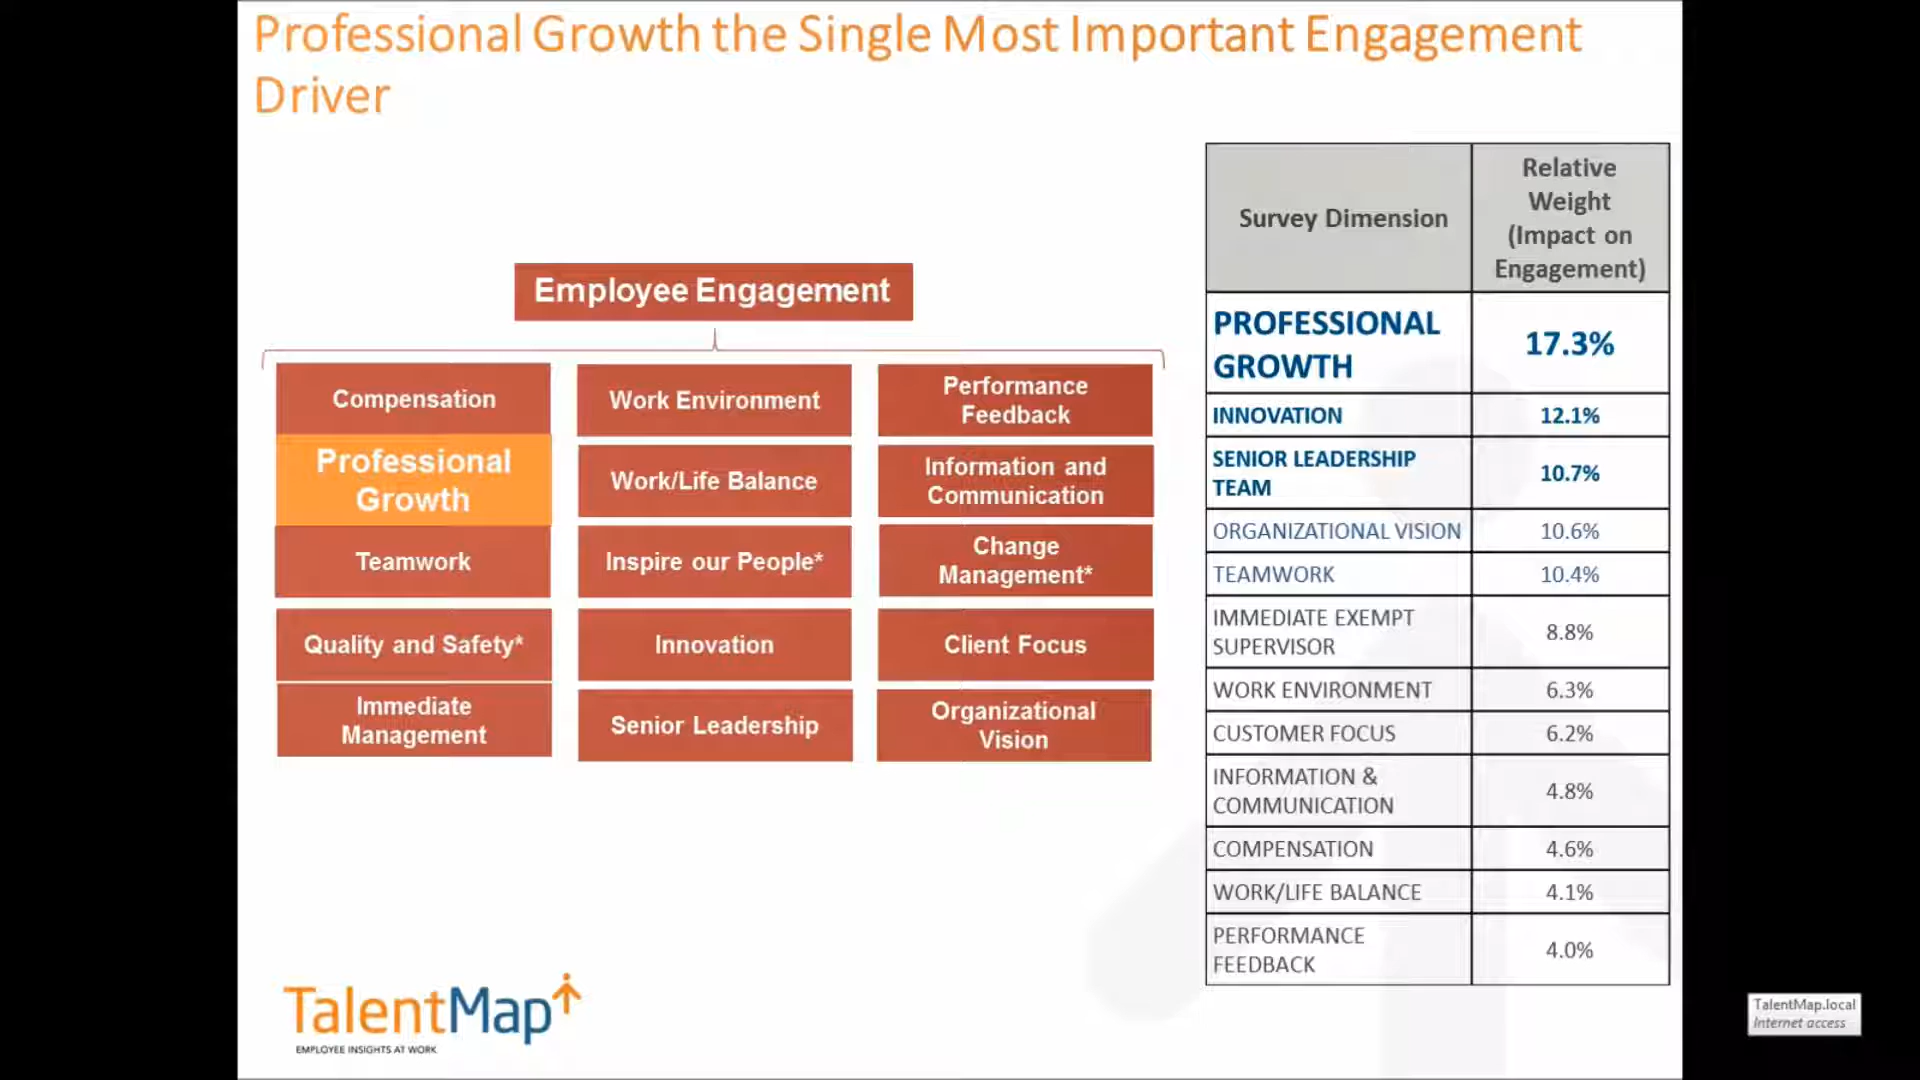 Professional Growth the Single Most Important Engagement
Driver
Employee Engagement
Compensation
Professional
Growth
Teamwork
Quality and Safety*
Immediate
Management
Work Environment
Work/Life Balance
Inspire our People*
Innovation
Senior Leadership
Performance
Feedback
Information and
Communication
Change
Management*
Client Focus
Organizational
Vision
Survey Dimension
Relative
Weight
(Impact on
Engagement)
PROFESSIONAL
GROWTH
17.3%
INNOVATION
12.1%
SENIOR LEADERSHIP
TEAM
10.7%
ORGANIZATIONAL VISION
10.6%
TEAMWORK
10.4%
IMMEDIATE EXEMPT
SUPERVISOR
8.8%
WORK ENVIRONMENT
6.3%
CUSTOMER FOCUS
6.2%
INFORMATION &
COMMUNICATION
4.8%
COMPENSATION
4.6%
WORK/LIFE BALANCE
4.1%
PERFORMANCE
FEEDBACK
4.0%
TalentMap
EMPLOYEE INSIGHTS AT WORK
TalentMap.local
Internet access